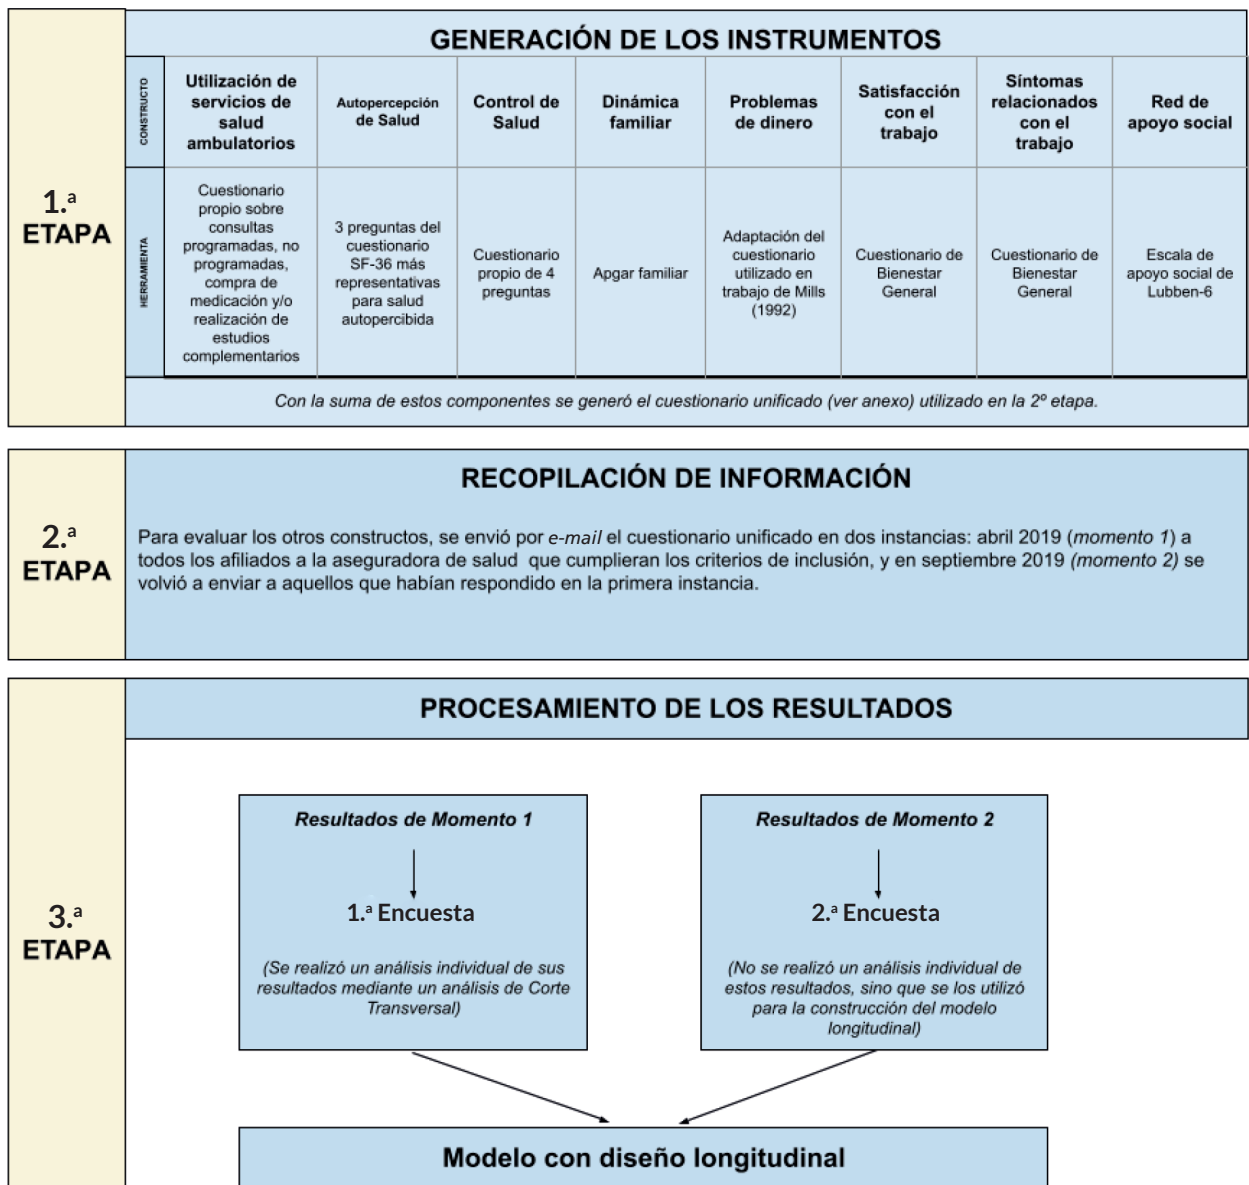 1.ª
ETAPA
GENERACIÓN DE LOS INSTRUMENTOS
CONSTRUCTO
Utilización de
servicios de
salud
ambulatorios
Autopercepción
de Salud
Control de
Salud
Dinámica
familiar
Problemas
de dinero
Satisfacción
con el
trabajo
Síntomas
relacionados
con el
trabajo
Red de
apoyo social
HERRAMIENTA
Cuestionario
propio sobre
consultas
programadas, no
programadas,
compra de
medicación y/o
realización de
estudios
complementarios
3 preguntas del
cuestionario
SF-36 más
representativas
para salud
autopercibida
Cuestionario
propio de 4
preguntas
Apgar familiar
Adaptación del
cuestionario
utilizado en
trabajo de Mills
(1992)
Cuestionario de
Bienestar
General
Cuestionario de
Bienestar
General
Escala de
apoyo social de
Lubben-6
Con la suma de estos componentes se generó el cuestionario unificado (ver anexo) utilizado en la 2º etapa.
2.ª
ETAPA
RECOPILACIÓN DE INFORMACIÓN
Para evaluar los otros constructos, se envió por e-mail el cuestionario unificado en dos instancias: abril 2019 (momento 1) a
todos los afiliados a la aseguradora de salud que cumplieran los criterios de inclusión, y en septiembre 2019 (momento 2) se
volvió a enviar a aquellos que habían respondido en la primera instancia.
3.ª
ETAPA
PROCESAMIENTO DE LOS RESULTADOS
Resultados de Momento 1
1.ª Encuesta
(Se realizó un análisis individual de sus
resultados mediante un análisis de Corte
Transversal)
Resultados de Momento 2
2.ª Encuesta
(No se realizó un análisis individual de
estos resultados, sino que se los utilizó
para la construcción del modelo
longitudinal)
Modelo con diseño longitudinal